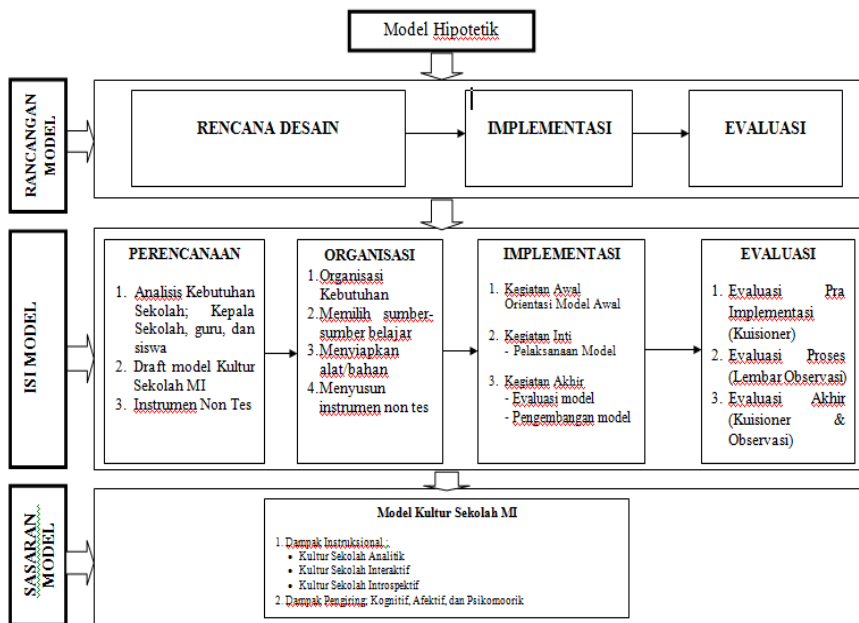 Model Hipotetik
RANCANGAN
MODEL
RENCANA DESAIN
IMPLEMENTASI
EVALUASI
ISI MODEL
PERENCANAAN
1. Analisis Kebutuhan
Sekolah; Kepala
Sekolah, guru, dan
siswa
2. Draft model Kultur
Sekolah MI
3. Instrumen Non Tes
ORGANISASI
1.Organisasi
Kebutuhan
2.Memilih sumber-
sumber belajar
3.Menyiapkan
alat/bahan
4.Menyusun
instrumen non tes
IMPLEMENTASI
1. Kegiatan Awal
Orientasi Model Awal
2. Kegiatan Inti
- Pelaksanaan Model
3. Kegiatan Akhir
- Evaluasi model
- Pengembangan model
EVALUASI
1. Evaluasi Pra
Implementasi
(Kuisioner)
2. Evaluasi Proses
(Lembar Observasi)
3. Evaluasi Akhir
(Kuisioner &
Observasi)
SASARAN
MODEL
Model Kultur Sekolah MI
1. Dampak Instruksional ;
• Kultur Sekolah Analitik
• Kultur Sekolah Interaktif
• Kultur Sekolah Introspektif
2. Dampak Pengiring; Kognitif, Afektif, dan Psikomoorik